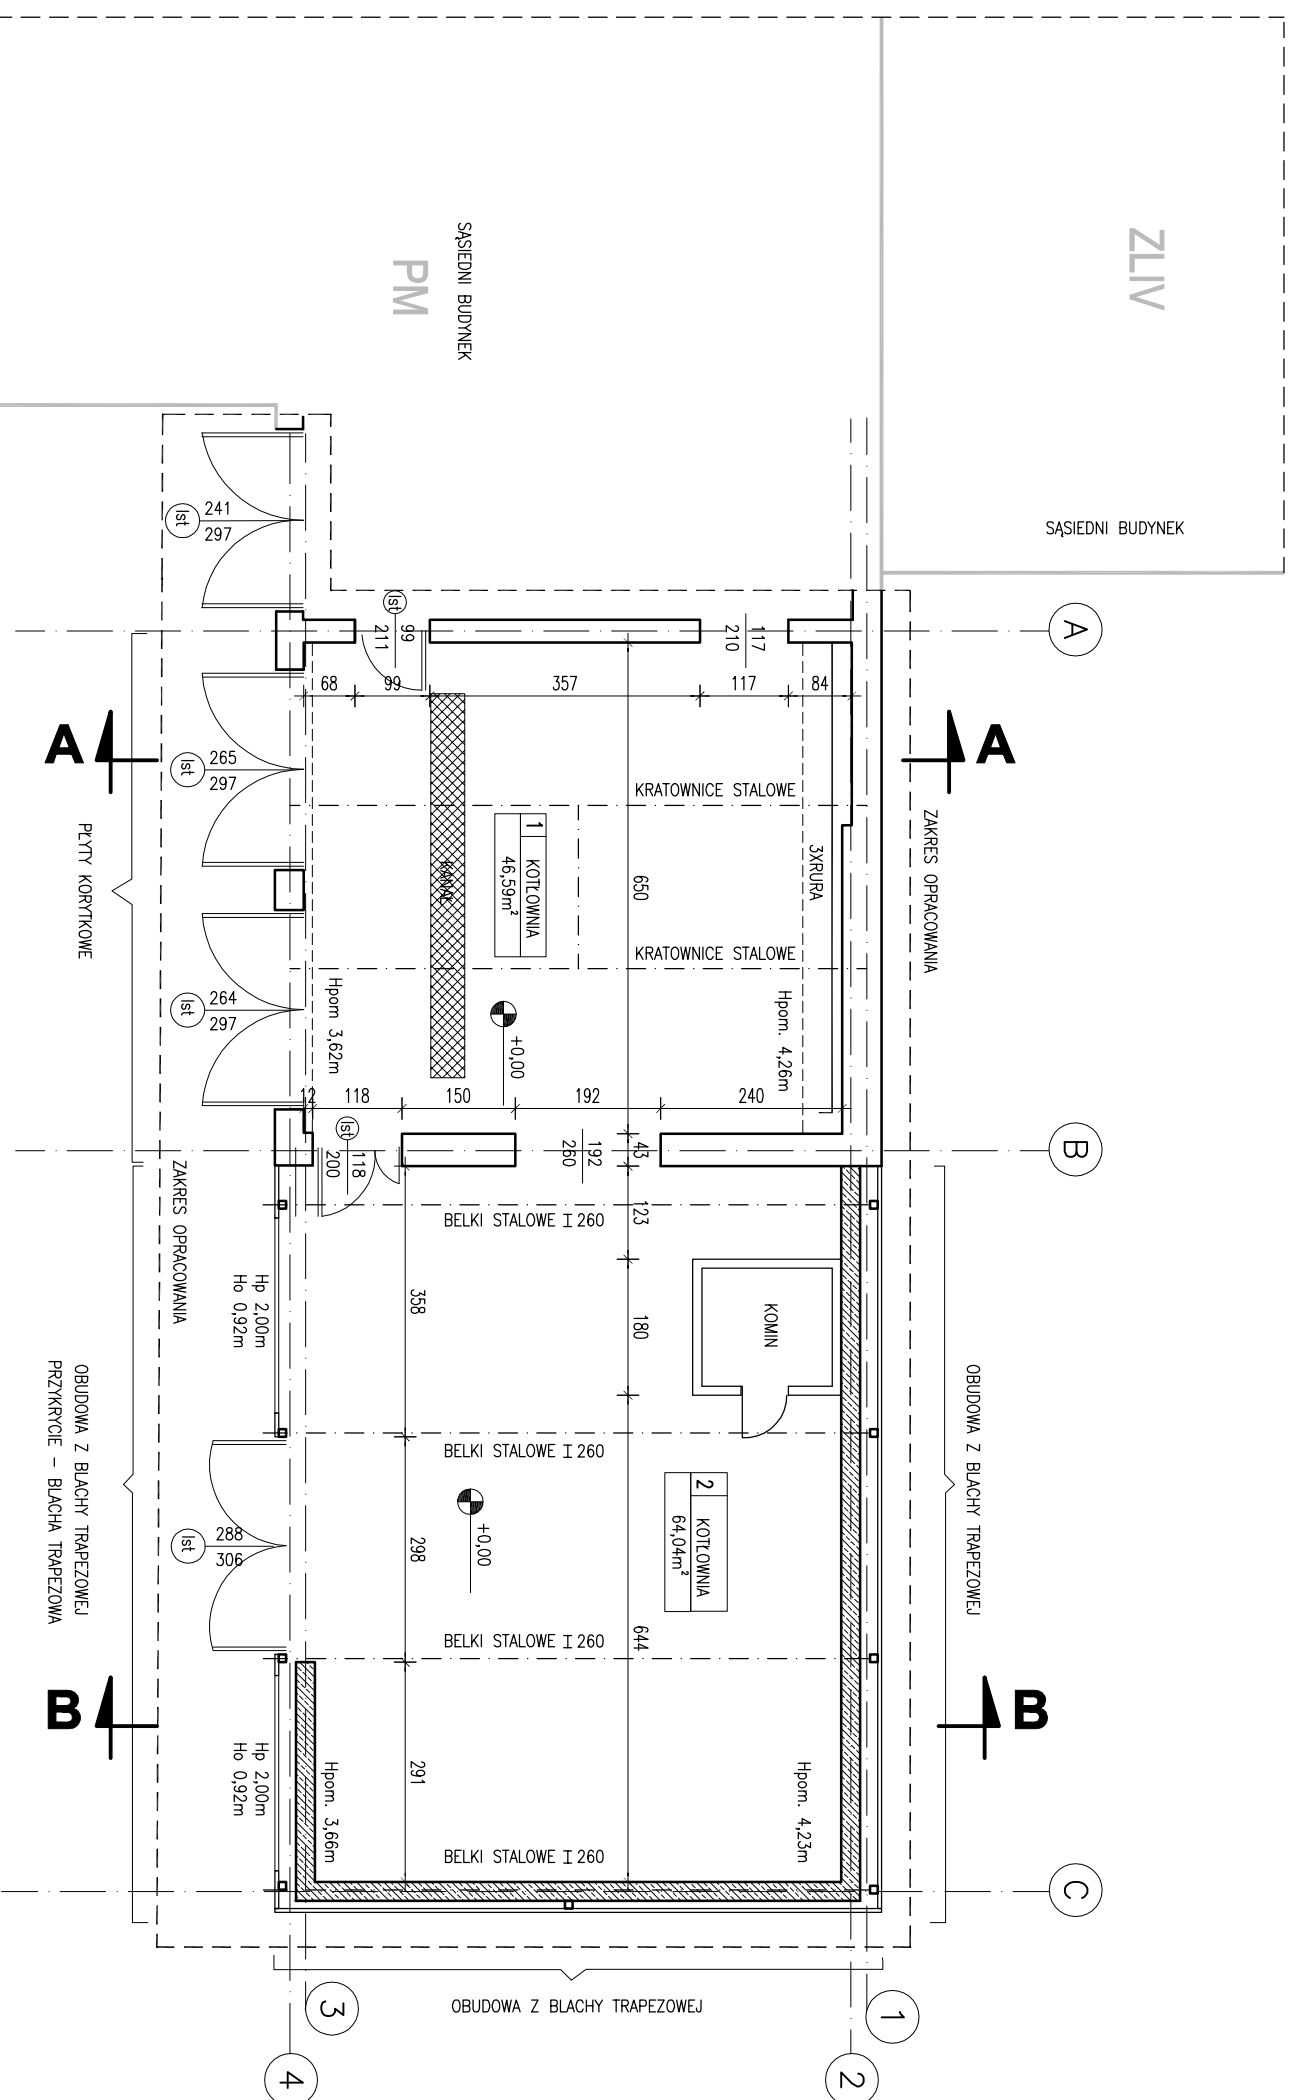 ZLIV
SĄSIEDNI BUDYNEK
SĄSIEDNI BUDYNEK
PM
241
297
Ist
A
99
211
Ist
117
210
68
99
357
117
84
A
A
265
297
Ist
KRATOWNICE STALOWE
ZAKRES OPRACOWANIA
PŁYTY KORYTKOWE
1
KOTŁOWNIA
46,59m²
KANAŁ
650
3XRURA
KRATOWNICE STALOWE
264
297
Ist
Hpom 3,62m
+0,00
Hpom. 4,26m
12
118
150
192
240
B
Ist
118
200
192
260
43
ZAKRES OPRACOWANIA
BELKI STALOWE I 260
123
Hp 2,00m
Ho 0,92m
358
180
KOMIN
OBUDOWA Z BLACHY TRAPEZOWEJ
PRZYKRYCIE – BLACHA TRAPEZOWA
OBUDOWA Z BLACHY TRAPEZOWEJ
BELKI STALOWE I 260
2
KOTŁOWNIA
64,04m²
288
306
Ist
298
+0,00
BELKI STALOWE I 260
644
B
B
Hp 2,00m
Ho 0,92m
Hpom. 3,66m
291
Hpom. 4,23m
BELKI STALOWE I 260
C
OBUDOWA Z BLACHY TRAPEZOWEJ
3
1
4
2